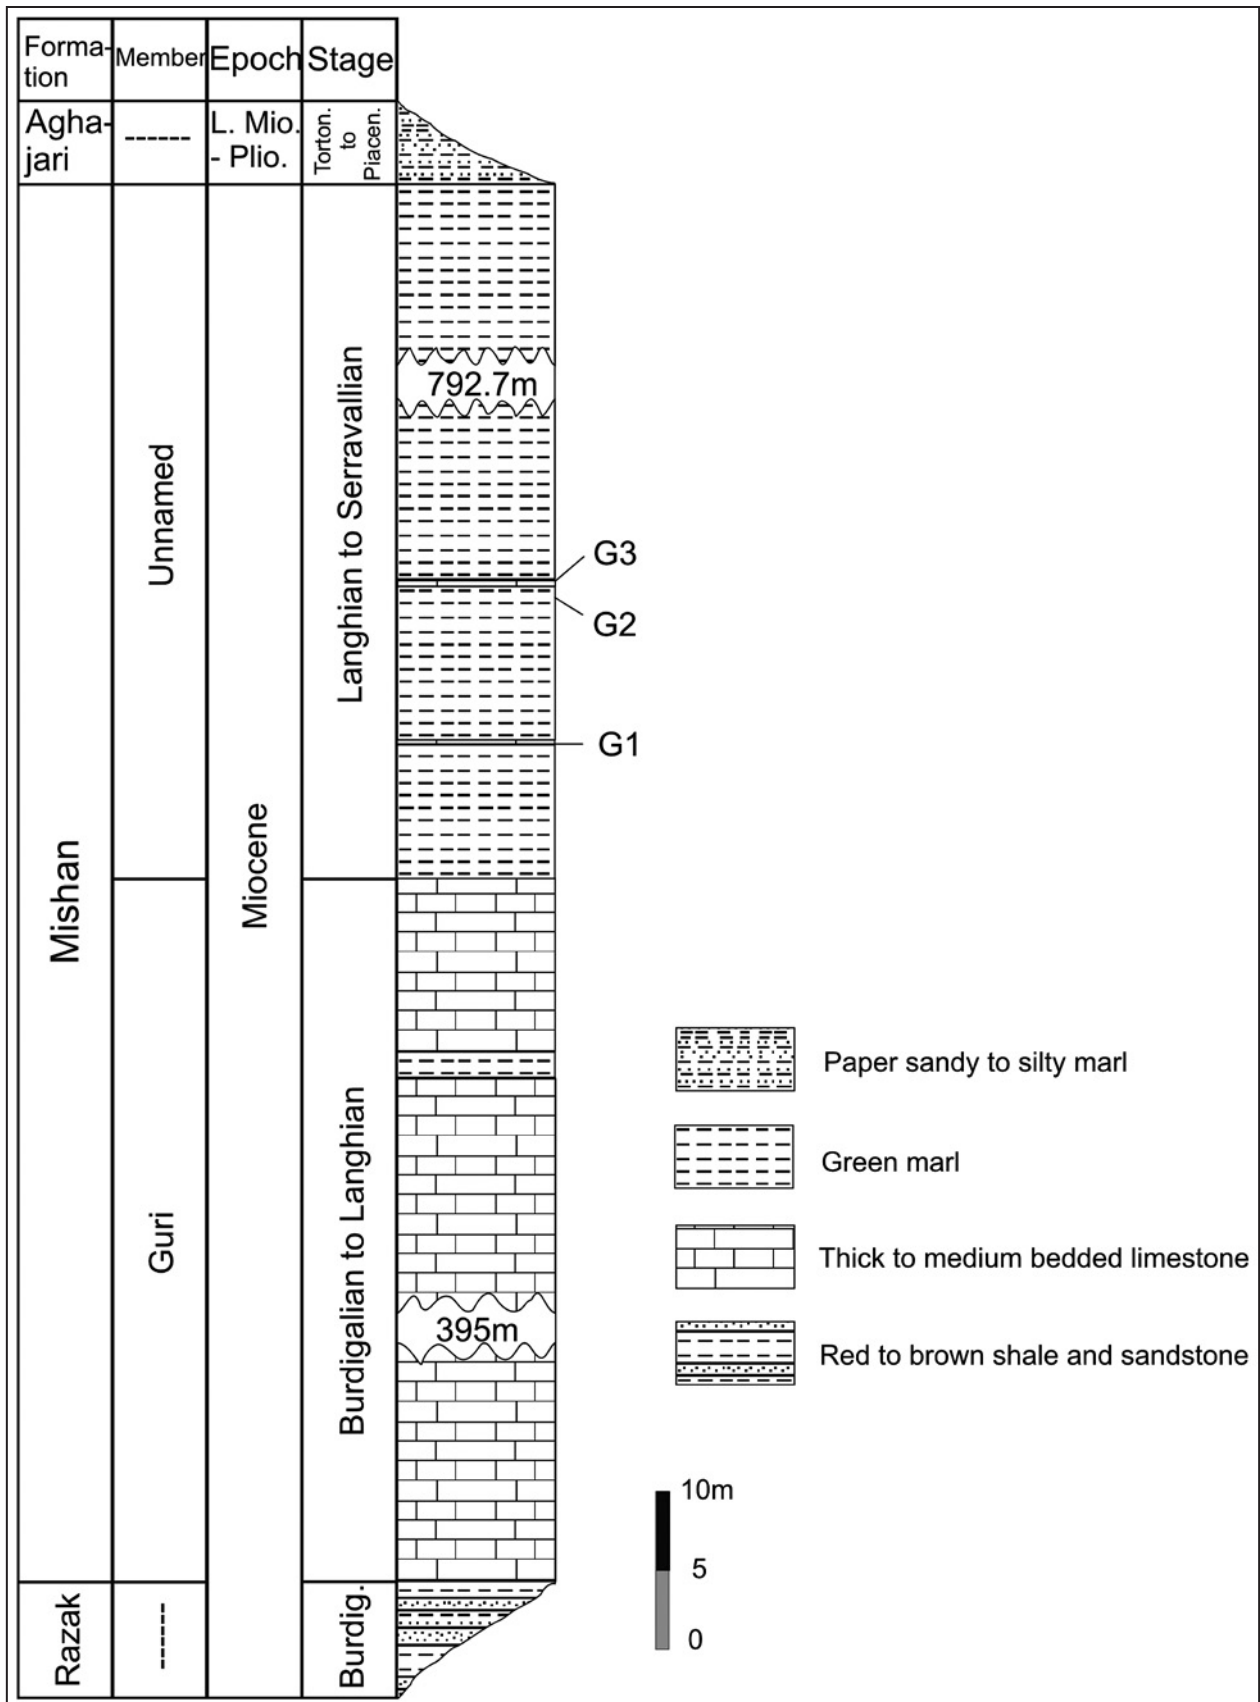 Forma-
tion
Member
Epoch
Stage
Agha-
jari
------
L. Mio.
- Plio.
Torton.
to
Piacen.
Mishan
Unnamed
Miocene
Langhian to Serravallian
792.7m
G3
G2
G1
Guri
Burdigalian to Langhian
395m
Razak
------
Burdig.
Paper sandy to silty marl
Green marl
Thick to medium bedded limestone
Red to brown shale and sandstone
10m
5
0